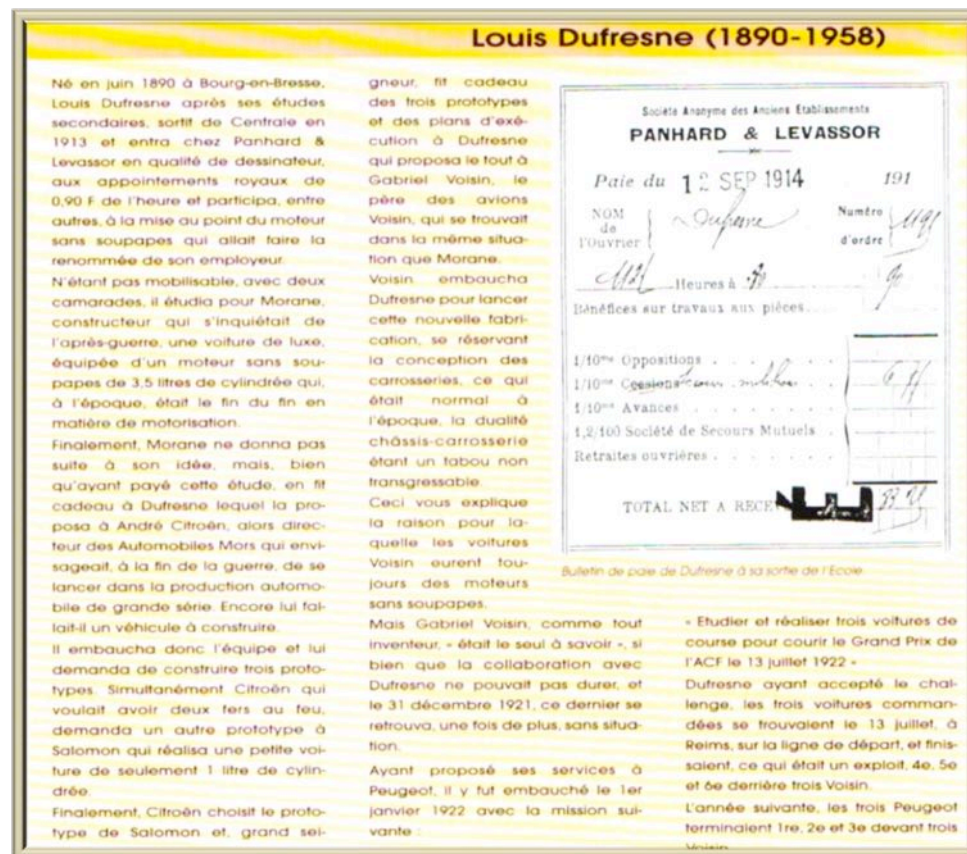 Louis Dufresne (1890-1958)
Né en juin 1890 à Bourg-en-Bresse,
Louis Dufresne après ses études
secondaires, sortit de Centrale en
1913 et entra chez Panhard &
Levassor en qualité de dessinateur,
aux appointements royaux de
0,90 F de l'heure et participa, entre
autres, à la mise au point du moteur
sans soupapes qui allait faire la
renommée de son employeur.
N'étant pas mobilisable, avec deux
camarades, il étudia pour Morane,
constructeur qui s'inquiétait de
l'après-guerre, une voiture de luxe,
équipée d'un moteur sans sou-
papes de 3,5 litres de cylindrée qui,
à l'époque, était le fin du fin en
matière de motorisation.
Finalement, Morane ne donna pas
suite à son idée, mais, bien
qu'ayant payé cette étude, en fit
cadeau à Dufresne lequel la pro-
posa à André Citroën, alors direc-
teur des Automobiles Mors qui envi-
sageait, à la fin de la guerre, de se
lancer dans la production automo-
bile de grande série. Encore lui fal-
lait-il un véhicule à construire.
Il embaucha donc l'équipe et lui
demanda de construire trois proto-
types. Simultanément Citroën qui
voulait avoir deux fers au feu,
demanda un autre prototype à
Salomon qui réalisa une petite voi-
ture de seulement 1 litre de cylin-
drée.
Finalement, Citroën choisit le proto-
type de Salomon et, grand sei-
gneur, fit cadeau
des trois prototypes
et des plans d'exé-
cution à Dufresne
qui proposa le tout à
Gabriel Voisin, le
père des avions
Voisin, qui se trouvait
dans la même situa-
tion que Morane.
Voisin embaucha
Dufresne pour lancer
cette nouvelle fabri-
cation, se réservant
la conception des
carrosseries, ce qui
était normal à
l'époque, la dualité
châssis-carrosserie
étant un tabou non
transgressable.
Ceci vous explique
la raison pour la-
quelle les voitures
Voisin eurent tou-
jours des moteurs
sans soupapes.
Mais Gabriel Voisin, comme tout
inventeur, « était le seul à savoir », si
bien que la collaboration avec
Dufresne ne pouvait pas durer, et
le 31 décembre 1921, ce dernier se
retrouva, une fois de plus, sans situa-
tion.
Ayant proposé ses services à
Peugeot, il y fut embauché le 1er
janvier 1922 avec la mission sui-
vante :
Société Anonyme des Anciens Etablissements
PANHARD & LEVASSOR
Paie du 12 SEP 1914 191
NOM de l'Ouvrier Dufresne Numéro d'ordre
Heures à
Bénéfices sur travaux aux pièces
1/10me Oppositions
1/10me Cessions
1/10me Avances
1,2/100 Société de Secours Mutuels
Retraites ouvrières
TOTAL NET A
Bulletin de paie de Dufresne à sa sortie de l'Ecole
« Etudier et réaliser trois voitures de
course pour courir le Grand Prix de
l'ACF le 13 juillet 1922 »
Dufresne ayant accepté le chal-
lenge, les trois voitures comman-
dées se trouvaient le 13 juillet, à
Reims, sur la ligne de départ, et finis-
saient, ce qui était un exploit, 4e, 5e
et 6e derrière trois Voisin.
L'année suivante, les trois Peugeot
terminaient 1re, 2e et 3e devant trois
Voisin